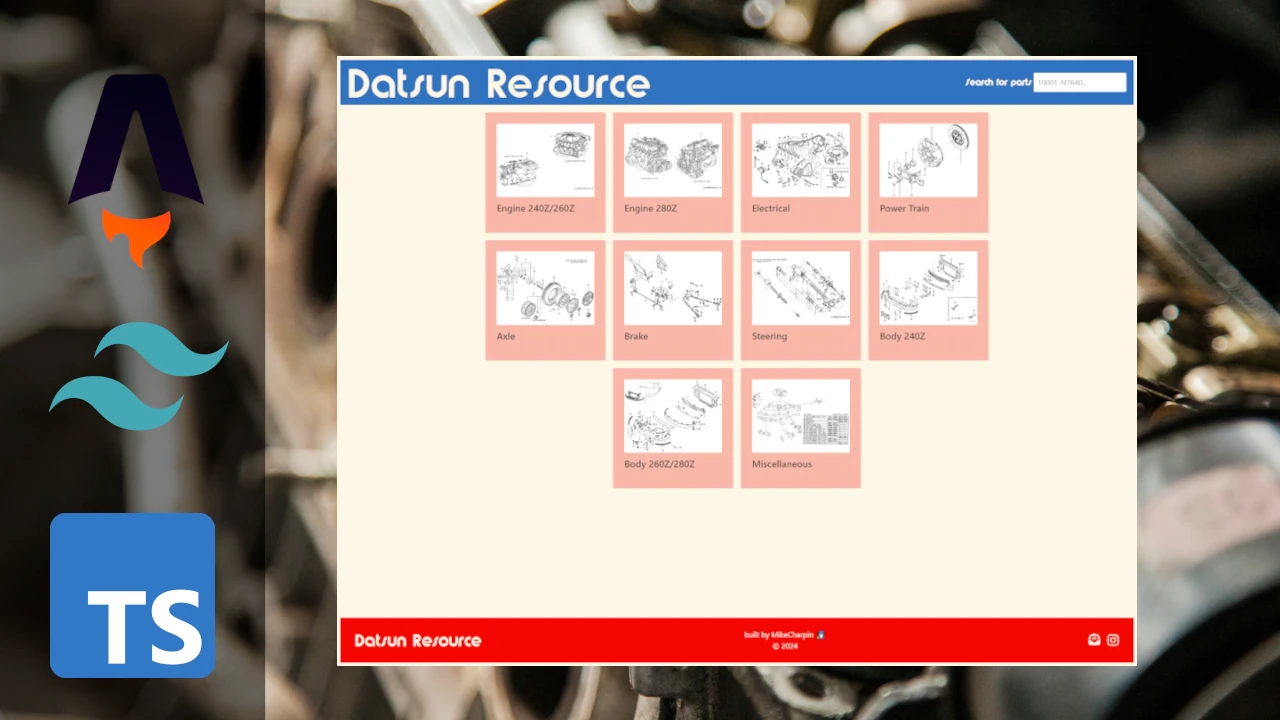 Datsun Resource
Search for parts
10001-N7640...
Engine 240Z/260Z
Engine 280Z
Electrical
Power Train
Axle
Brake
Steering
Body 240Z
Body 260Z/280Z
Miscellaneous
TS
Datsun Resource
built by MikeCharpin
© 2024